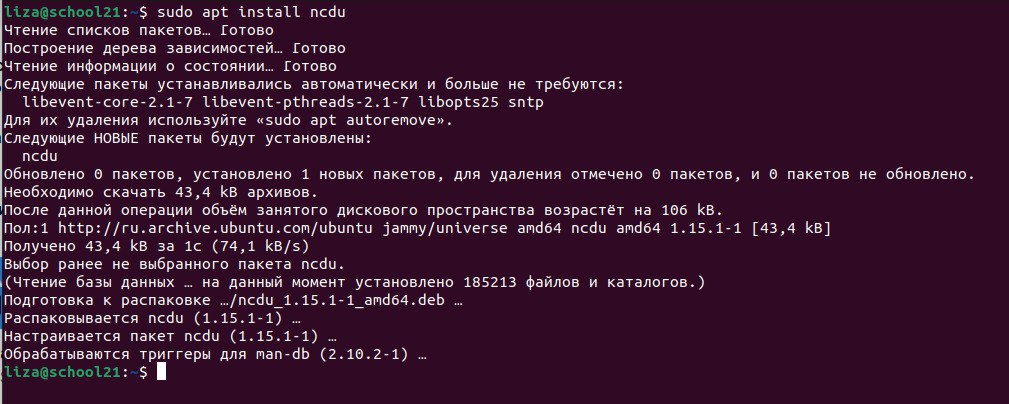 liza@school21:~$ sudo apt install ncdu
Чтение списков пакетов… Готово
Построение дерева зависимостей… Готово
Чтение информации о состоянии… Готово
Следующие пакеты устанавливались автоматически и больше не требуются:
  libevent-core-2.1-7 libevent-pthreads-2.1-7 libopts25 sntp
Для их удаления используйте «sudo apt autoremove».
Следующие НОВЫЕ пакеты будут установлены:
  ncdu
Обновлено 0 пакетов, установлено 1 новых пакетов, для удаления отмечено 0 пакетов, и 0 пакетов не обновлено.
Необходимо скачать 43,4 kB архивов.
После данной операции объём занятого дискового пространства возрастёт на 106 kB.
Пол:1 http://ru.archive.ubuntu.com/ubuntu jammy/universe amd64 ncdu amd64 1.15.1-1 [43,4 kB]
Получено 43,4 kB за 1с (74,1 kB/s)
Выбор ранее не выбранного пакета ncdu.
(Чтение базы данных … на данный момент установлено 185213 файлов и каталогов.)
Подготовка к распаковке …/ncdu_1.15.1-1_amd64.deb …
Распаковывается ncdu (1.15.1-1) …
Настраивается пакет ncdu (1.15.1-1) …
Обрабатываются триггеры для man-db (2.10.2-1) …
liza@school21:~$